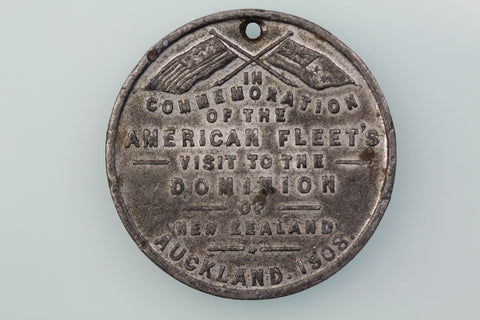 IN
COMMEMORATION
OF THE
AMERICAN FLEET'S
VISIT TO THE
DOMINION
OF
NEW ZEALAND
AUCKLAND. 1908.